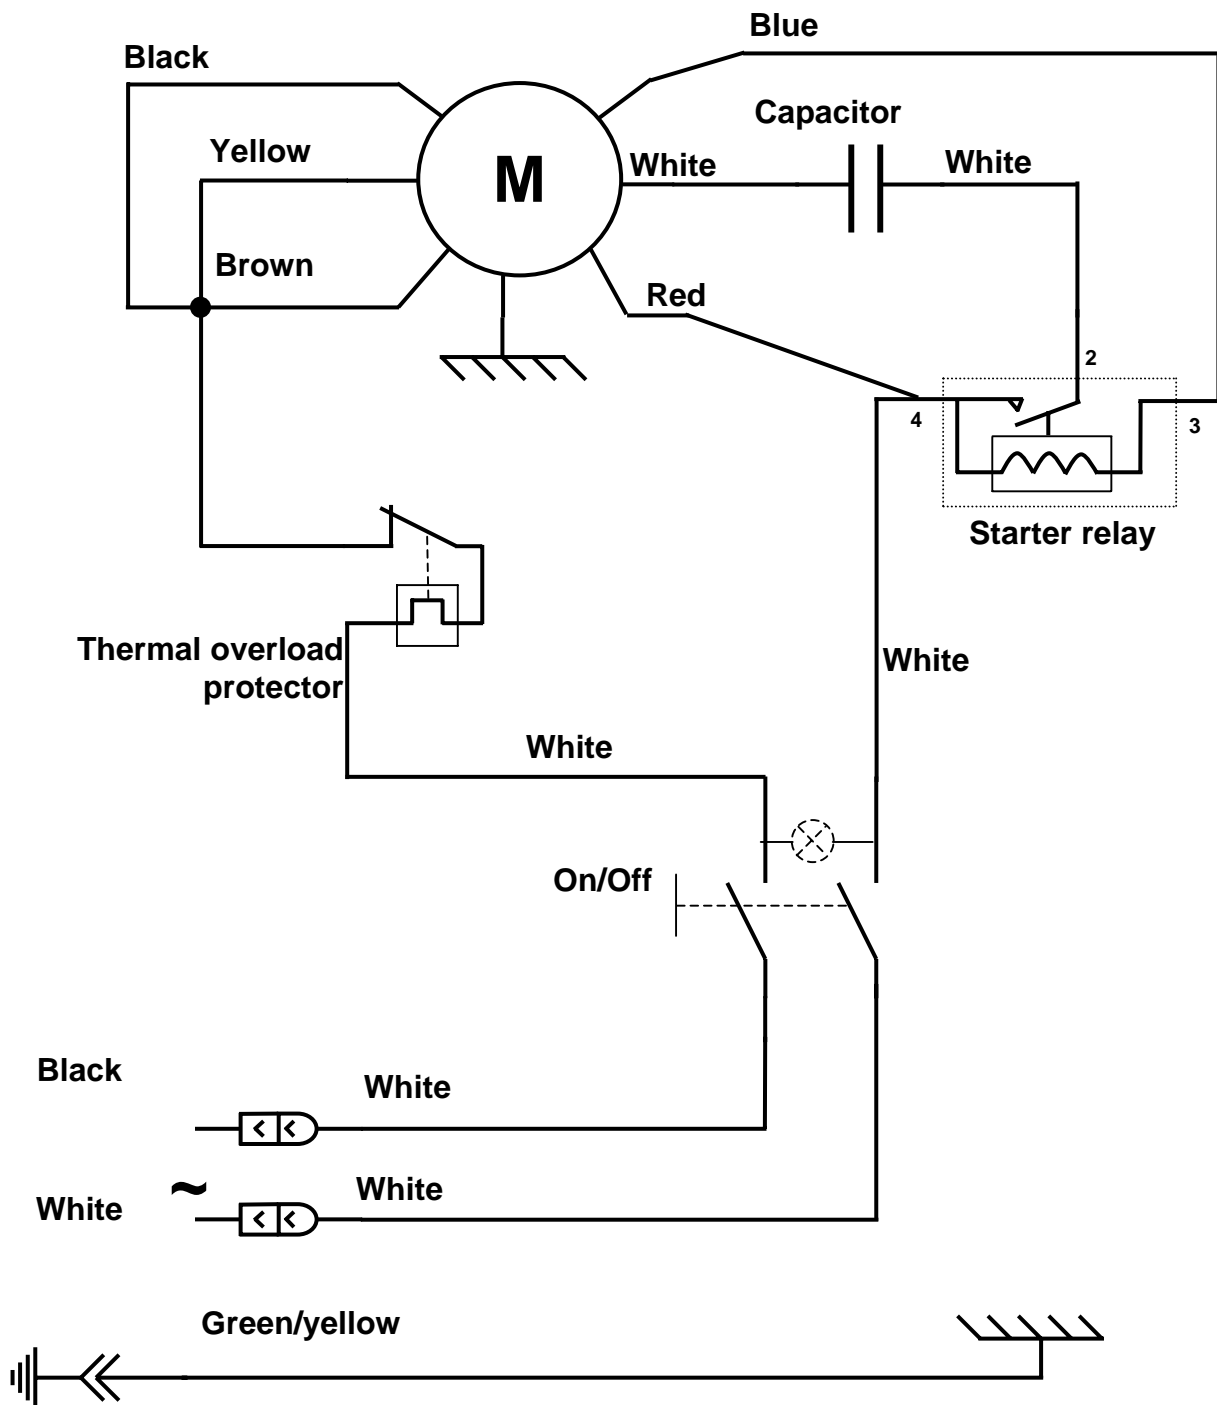 Blue
Black
Capacitor
Yellow
White
White
M
Brown
Red
2
4
3
Starter relay
Thermal overload
protector
White
White
On/Off
Black
White
~
White
White
Green/yellow